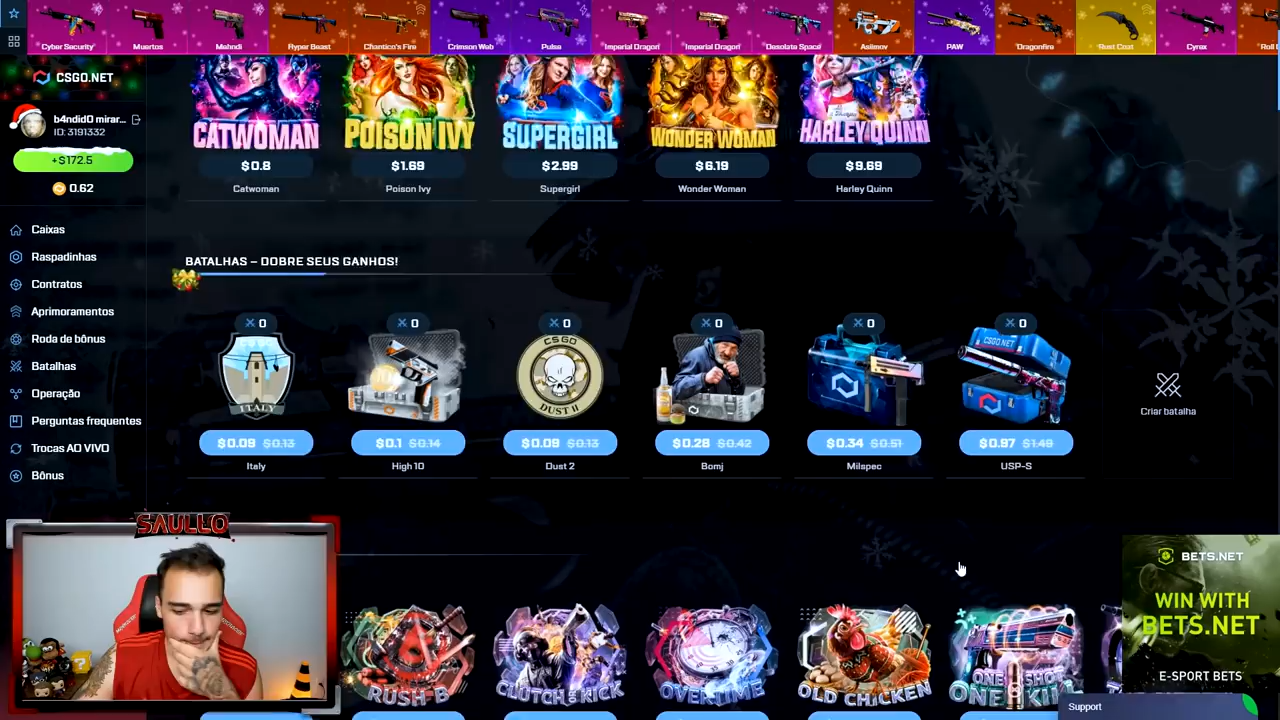 Cyber Security
Muertos
Mehndi
Hyper Beast
Chantico's Fire
Crimson Web
Pulse
Imperial Dragon
Imperial Dragon
Desolate Space
Asiimov
PAW
Dragonfire
Rust Coat
Cyrex
Roll
CSGO.NET
b4ndid0 mirar...
ID: 3191332
+$172.5
0.62
CATWOMAN
POISON IVY
SUPERGIRL
WONDER WOMAN
HARLEY QUINN
$0.8
$1.69
$2.99
$6.19
$9.69
Catwoman
Poison Ivy
Supergirl
Wonder Woman
Harley Quinn
Caixas
Raspadinhas
Contratos
Aprimoramentos
Roda de bônus
Batalhas
Operação
Perguntas frequentes
Trocas AO VIVO
Bônus
BATALHAS – DOBRE SEUS GANHOS!
0
0
0
0
0
0
ITALY
CS GO
DUST II
CSGO.NET
$0.09 $0.13
$0.1 $0.14
$0.09 $0.13
$0.28 $0.42
$0.34 $0.51
$0.97 $1.48
Italy
High 10
Dust 2
Bomj
Milspec
USP-S
Criar batalha
SAULLO
RUSH B
CLUTCH OR KICK
OVERTIME
OLD CHICKEN
ONE SHOT
ONE KILL
BETS.NET
WIN WITH
BETS.NET
E-SPORT BETS
Support